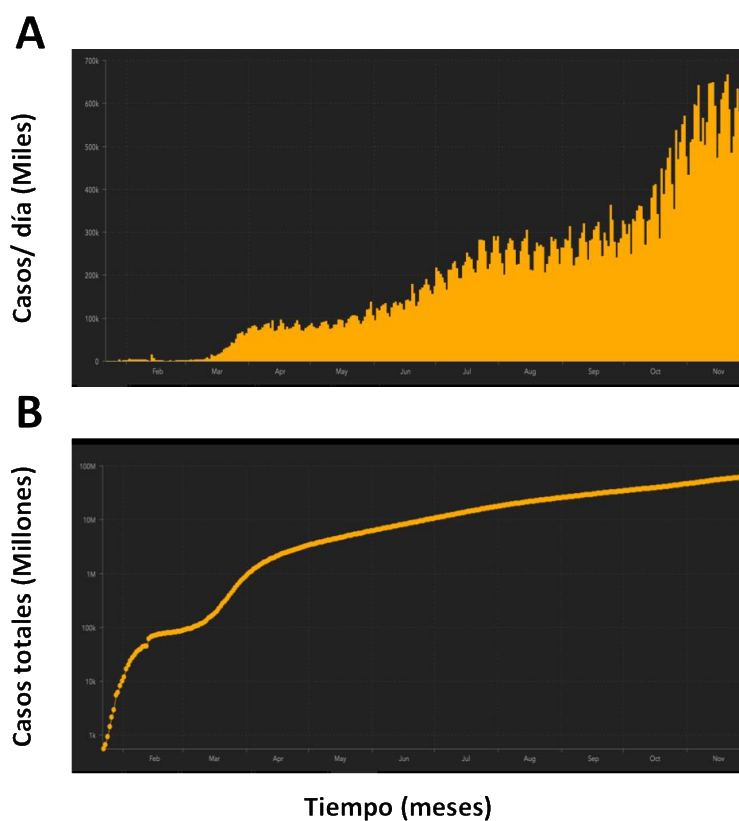 A
Casos/ día (Miles)
700k
600k
500k
400k
300k
200k
100k
0
Feb Mar Apr May Jun Jul Aug Sep Oct Nov
B
Casos totales (Millones)
100M
10M
1M
100k
10k
1k
Feb Mar Apr May Jun Jul Aug Sep Oct Nov
Tiempo (meses)